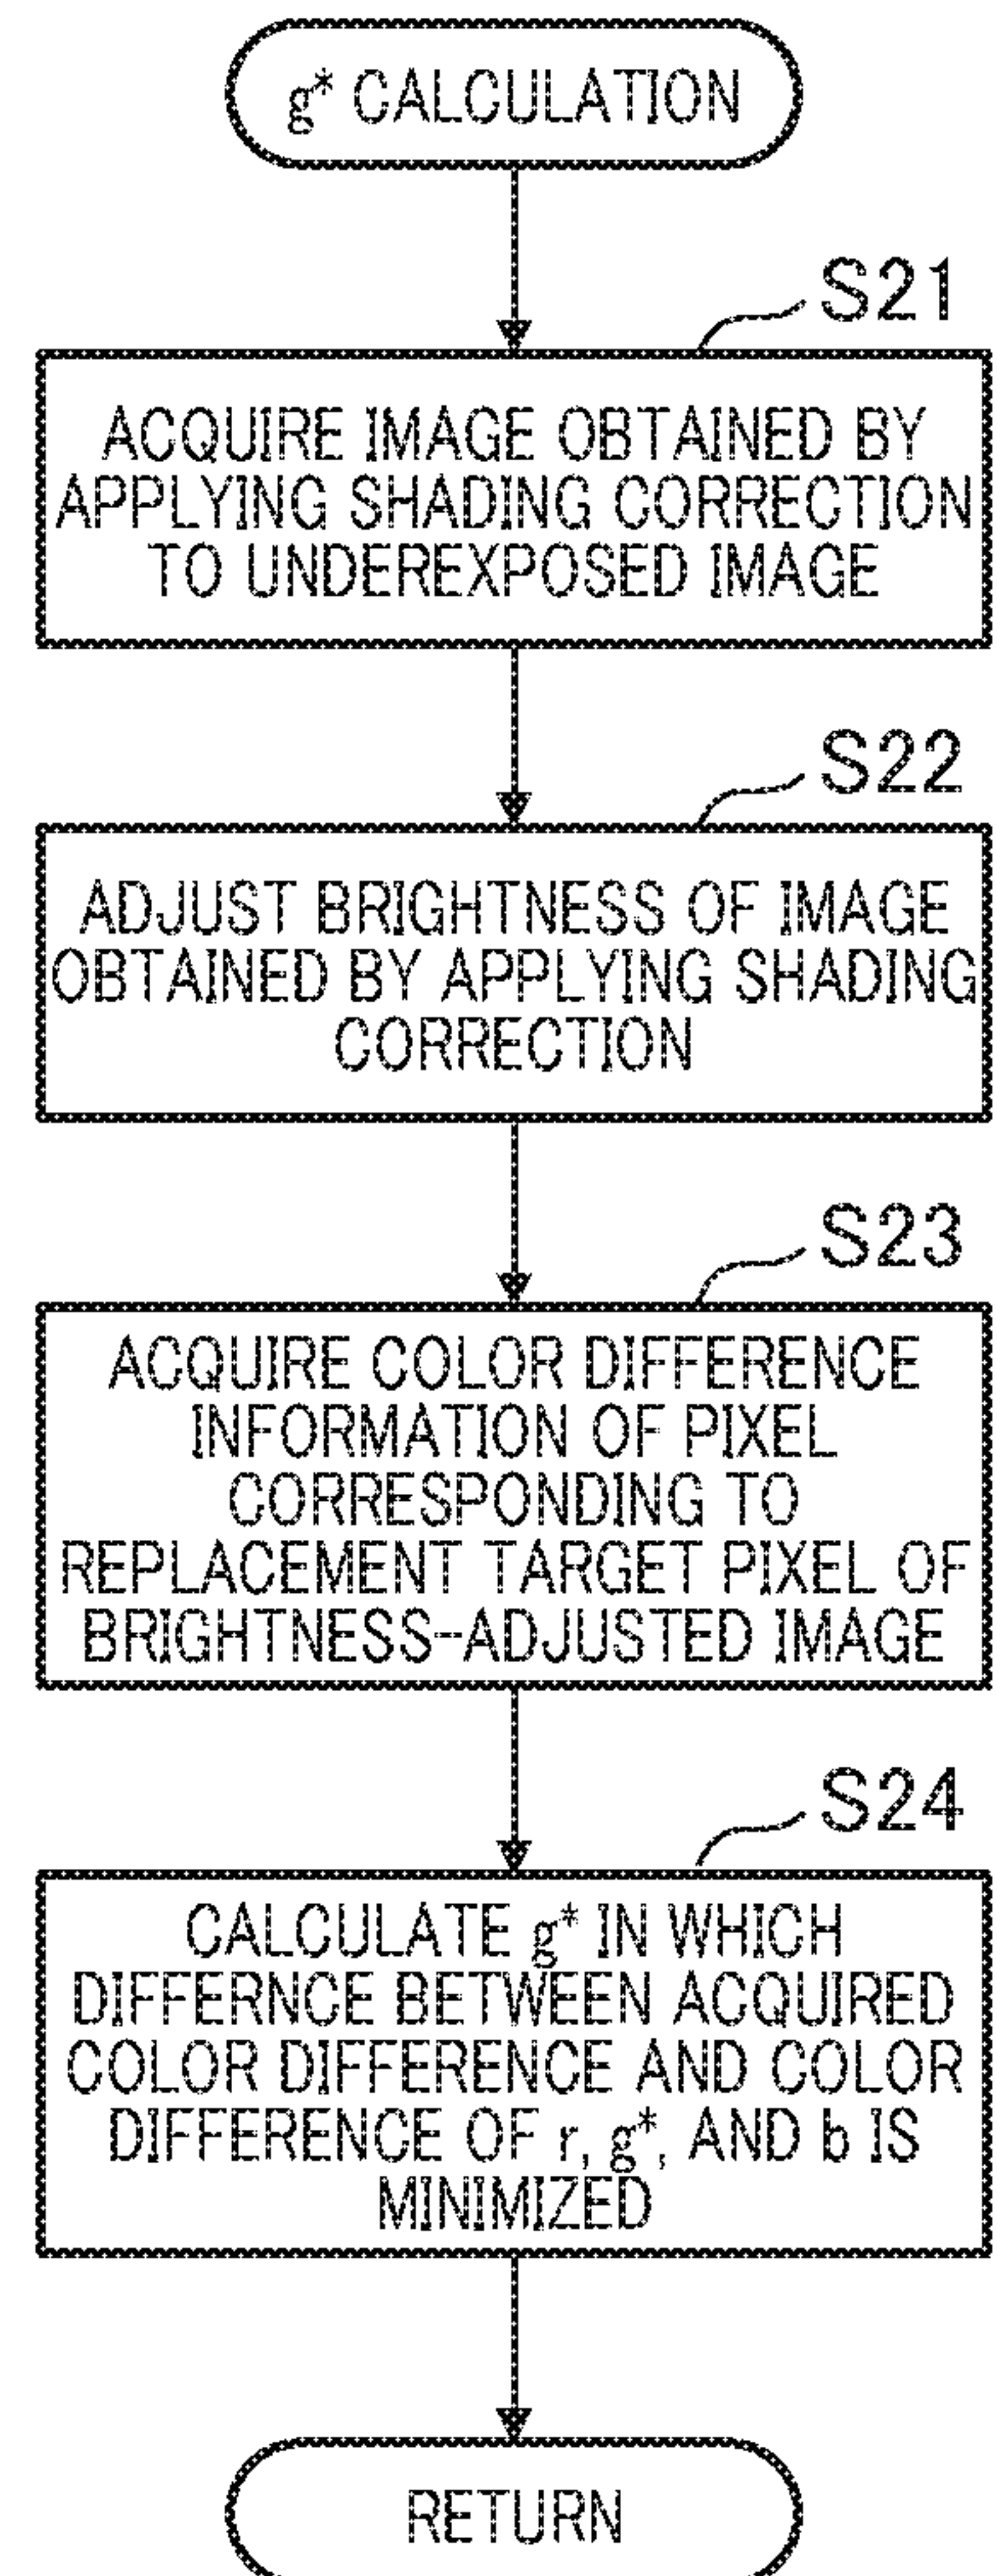 g* CALCULATION
S21
ACQUIRE IMAGE OBTAINED BY
APPLYING SHADING CORRECTION
TO UNDEREXPOSED IMAGE
S22
ADJUST BRIGHTNESS OF IMAGE
OBTAINED BY APPLYING SHADING
CORRECTION
S23
ACQUIRE COLOR DIFFERENCE
INFORMATION OF PIXEL
CORRESPONDING TO
REPLACEMENT TARGET PIXEL OF
BRIGHTNESS-ADJUSTED IMAGE
S24
CALCULATE g* IN WHICH
DIFFERNCE BETWEEN ACQUIRED
COLOR DIFFERENCE AND COLOR
DIFFERENCE OF r, g*, AND b IS
MINIMIZED
RETURN